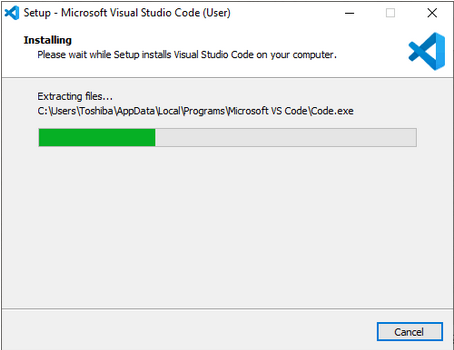 Setup - Microsoft Visual Studio Code (User)
Installing
Please wait while Setup installs Visual Studio Code on your computer.
Extracting files...
C:\Users\Toshiba\AppData\Local\Programs\Microsoft VS Code\Code.exe
Cancel